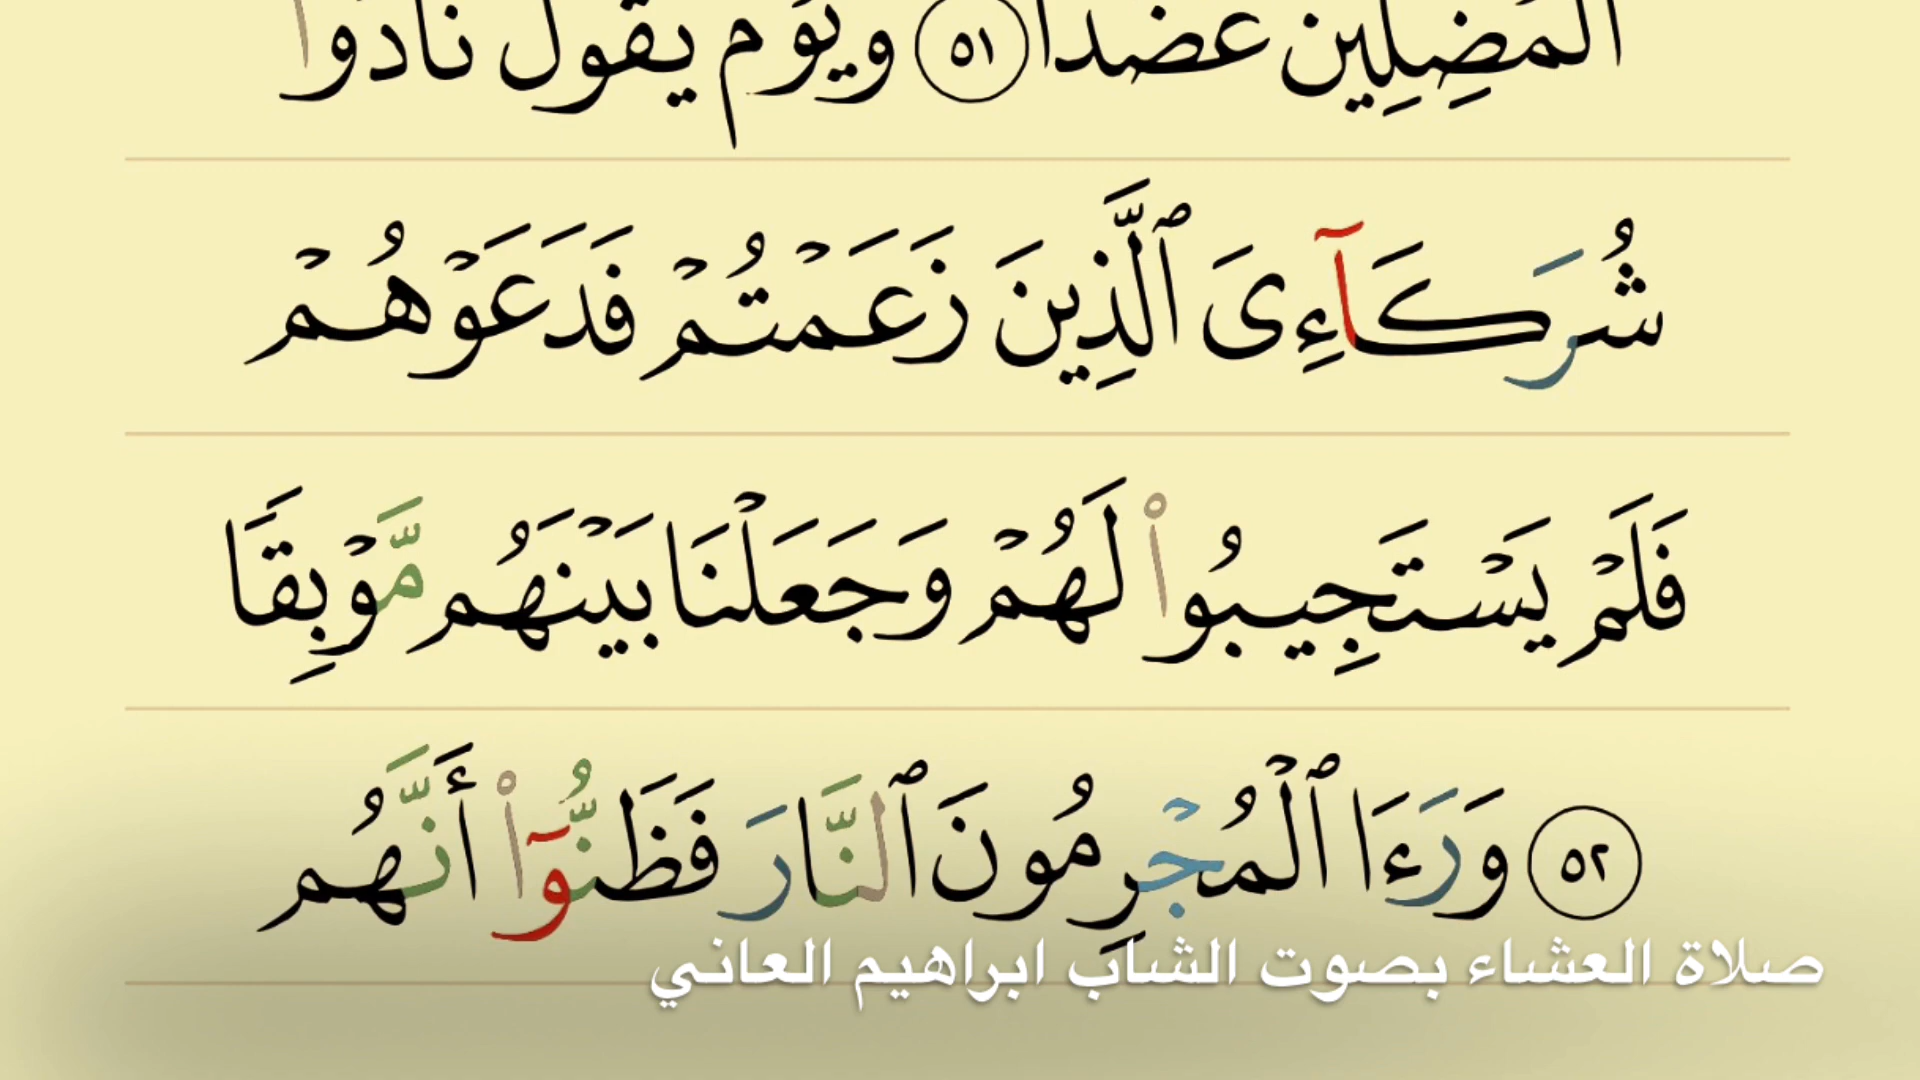 ٱلْمُضِلِّينَ عَضُدًا ٥١ وَيَوْمَ يَقُولُ نَادُوا۟
شُرَكَآءِىَ ٱلَّذِينَ زَعَمْتُمْ فَدَعَوْهُمْ
فَلَمْ يَسْتَجِيبُوا۟ لَهُمْ وَجَعَلْنَا بَيْنَهُم مَّوْبِقًا
٥٢ وَرَءَا ٱلْمُجْرِمُونَ ٱلنَّارَ فَظَنُّوٓا۟ أَنَّهُم
صلاة العشاء بصوت الشاب ابراهيم العاني